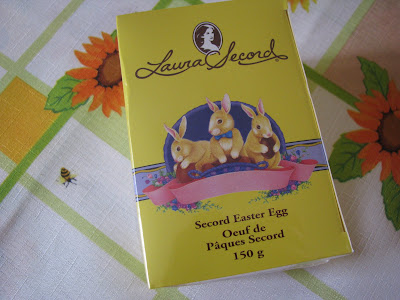 Laura Secord
Secord Easter Egg
Oeuf de
Pâques Secord
150 g